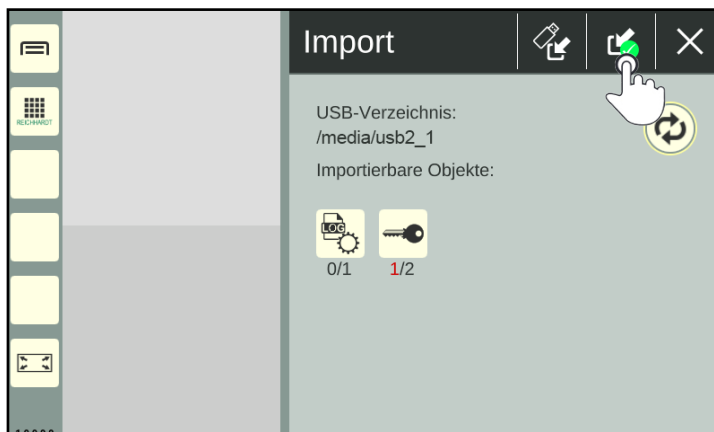 Import
REICHHARDT
USB-Verzeichnis:
/media/usb2_1
Importierbare Objekte:
LOG
0/1
1/2